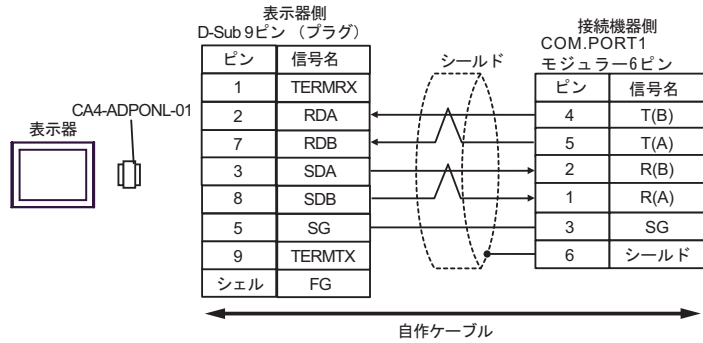 表示器側
D-Sub 9ピン （プラグ）
ピン 信号名
1 TERMRX
2 RDA
7 RDB
3 SDA
8 SDB
5 SG
9 TERMTX
シェル FG
シールド
接続機器側
COM.PORT1
モジュラー6ピン
ピン 信号名
4 T(B)
5 T(A)
2 R(B)
1 R(A)
3 SG
6 シールド
CA4-ADPONL-01
表示器
自作ケーブル